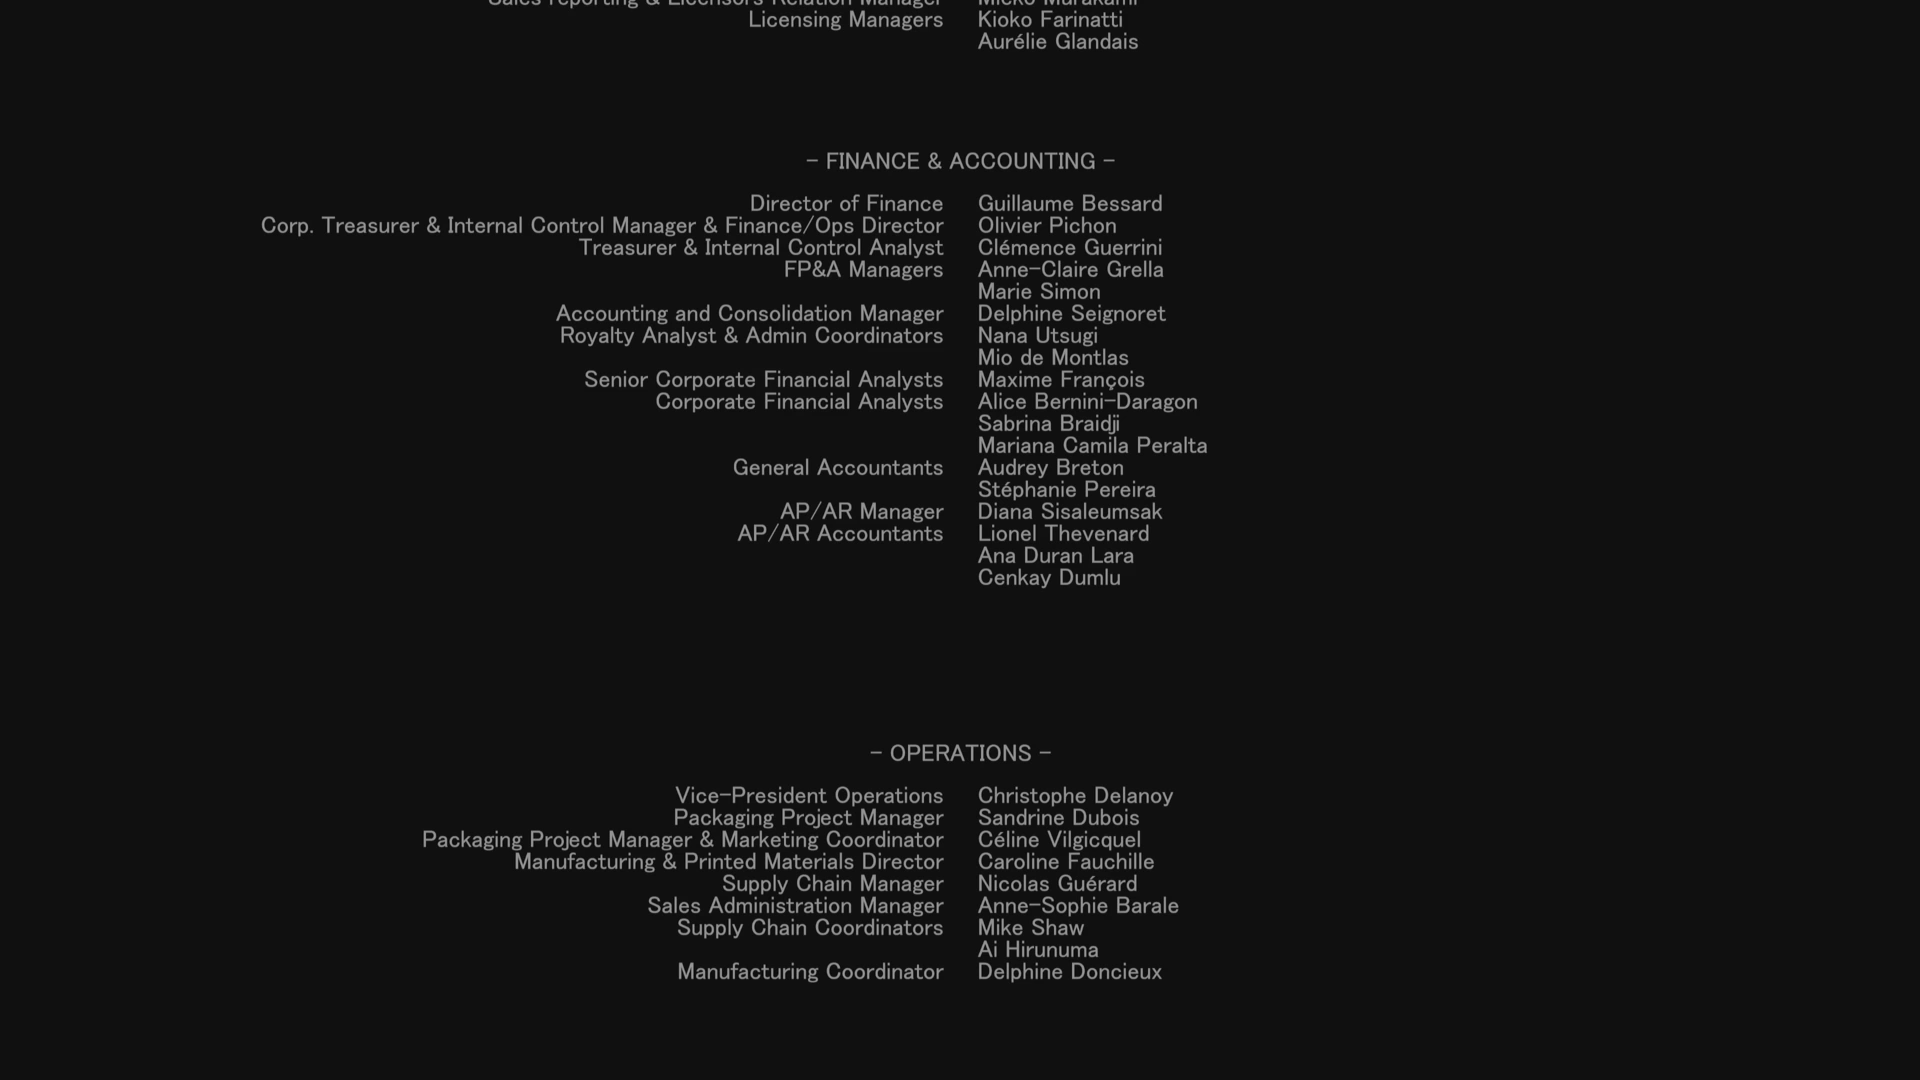 Sales reporting & Licensors Relation Manager Mieko Murakami
Licensing Managers Kioko Farinatti
Aurélie Glandais
- FINANCE & ACCOUNTING -
Director of Finance Guillaume Bessard
Corp. Treasurer & Internal Control Manager & Finance/Ops Director Olivier Pichon
Treasurer & Internal Control Analyst Clémence Guerrini
FP&A Managers Anne-Claire Grella
Marie Simon
Accounting and Consolidation Manager Delphine Seignoret
Royalty Analyst & Admin Coordinators Nana Utsugi
Mio de Montlas
Senior Corporate Financial Analysts Maxime François
Corporate Financial Analysts Alice Bernini-Daragon
Sabrina Braidji
Mariana Camila Peralta
General Accountants Audrey Breton
Stéphanie Pereira
AP/AR Manager Diana Sisaleumsak
AP/AR Accountants Lionel Thevenard
Ana Duran Lara
Cenkay Dumlu
- OPERATIONS -
Vice-President Operations Christophe Delanoy
Packaging Project Manager Sandrine Dubois
Packaging Project Manager & Marketing Coordinator Céline Vilgicquel
Manufacturing & Printed Materials Director Caroline Fauchille
Supply Chain Manager Nicolas Guérard
Sales Administration Manager Anne-Sophie Barale
Supply Chain Coordinators Mike Shaw
Ai Hirunuma
Manufacturing Coordinator Delphine Doncieux